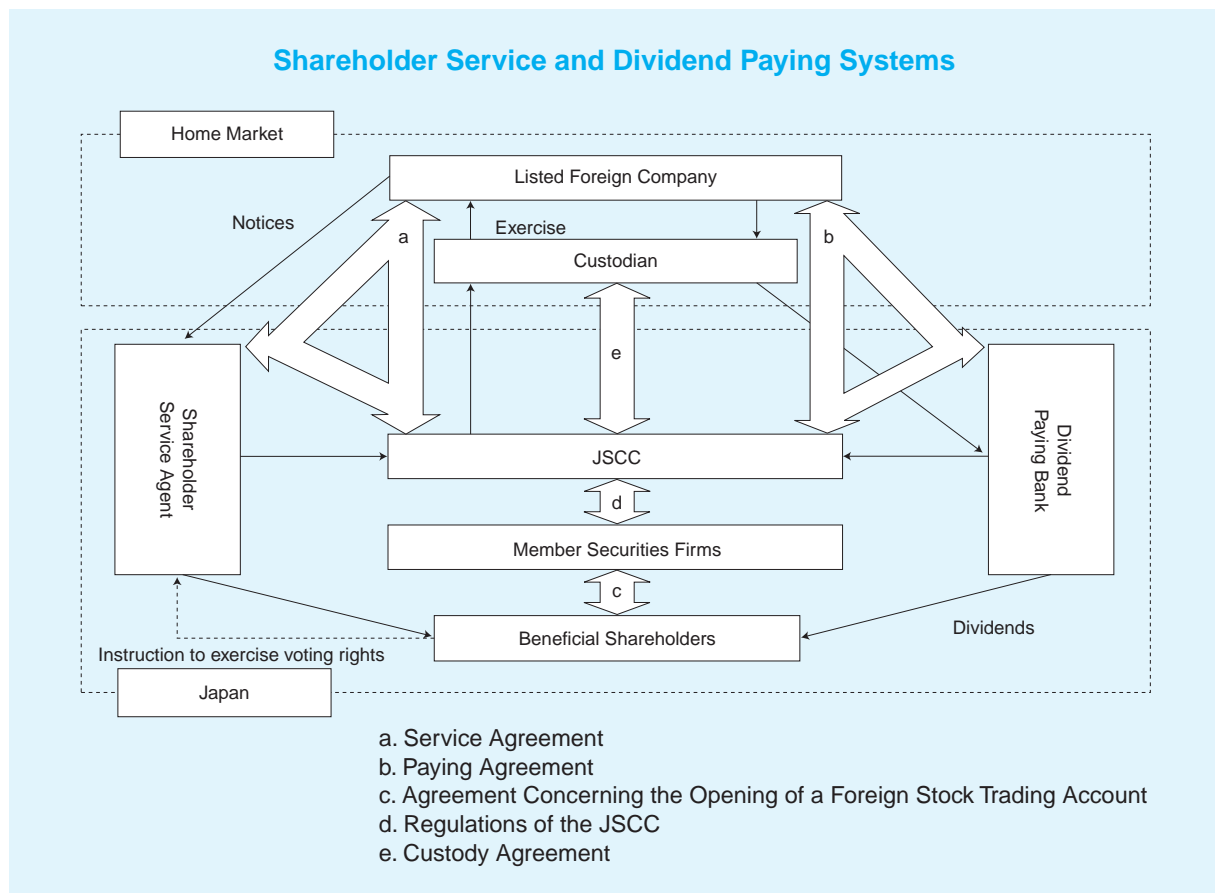 Shareholder Service and Dividend Paying Systems
Home Market
Listed Foreign Company
Notices
a
Exercise
b
Custodian
e
Shareholder
Service Agent
Dividend
Paying Bank
JSCC
d
Member Securities Firms
c
Beneficial Shareholders
Dividends
Instruction to exercise voting rights
Japan
a. Service Agreement
b. Paying Agreement
c. Agreement Concerning the Opening of a Foreign Stock Trading Account
d. Regulations of the JSCC
e. Custody Agreement